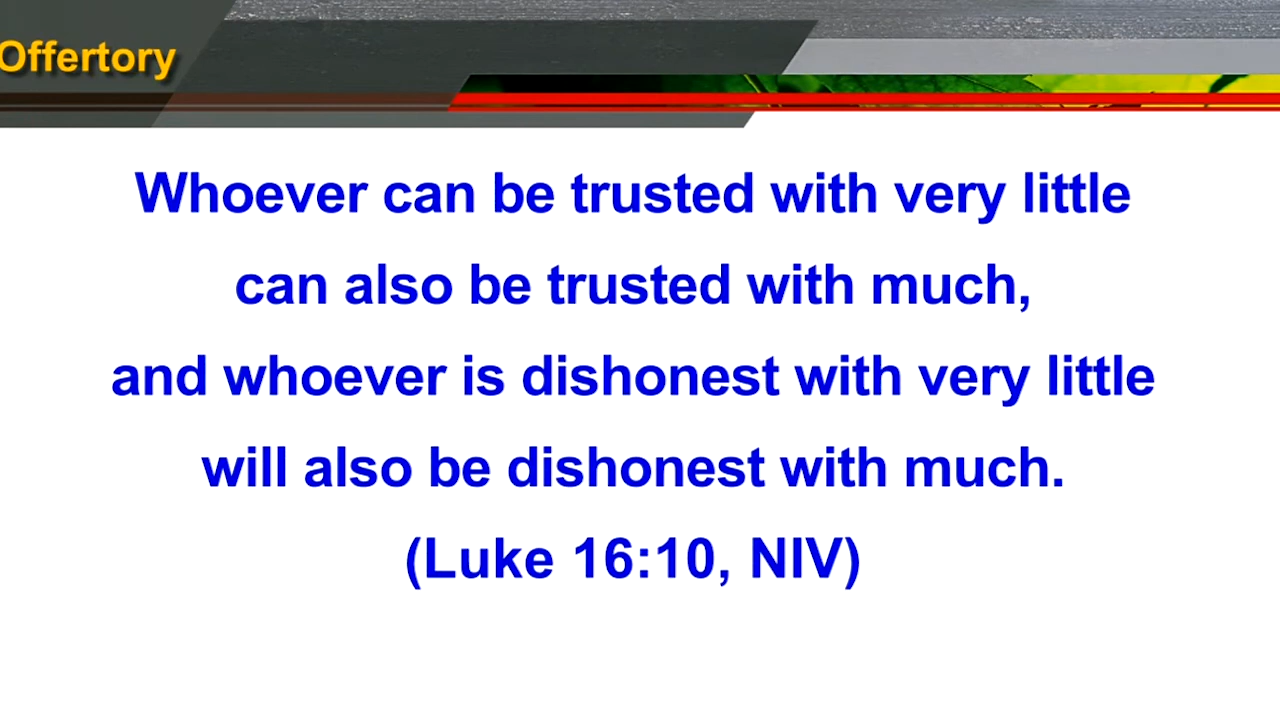 Offertory
Whoever can be trusted with very little
can also be trusted with much,
and whoever is dishonest with very little
will also be dishonest with much.
(Luke 16:10, NIV)